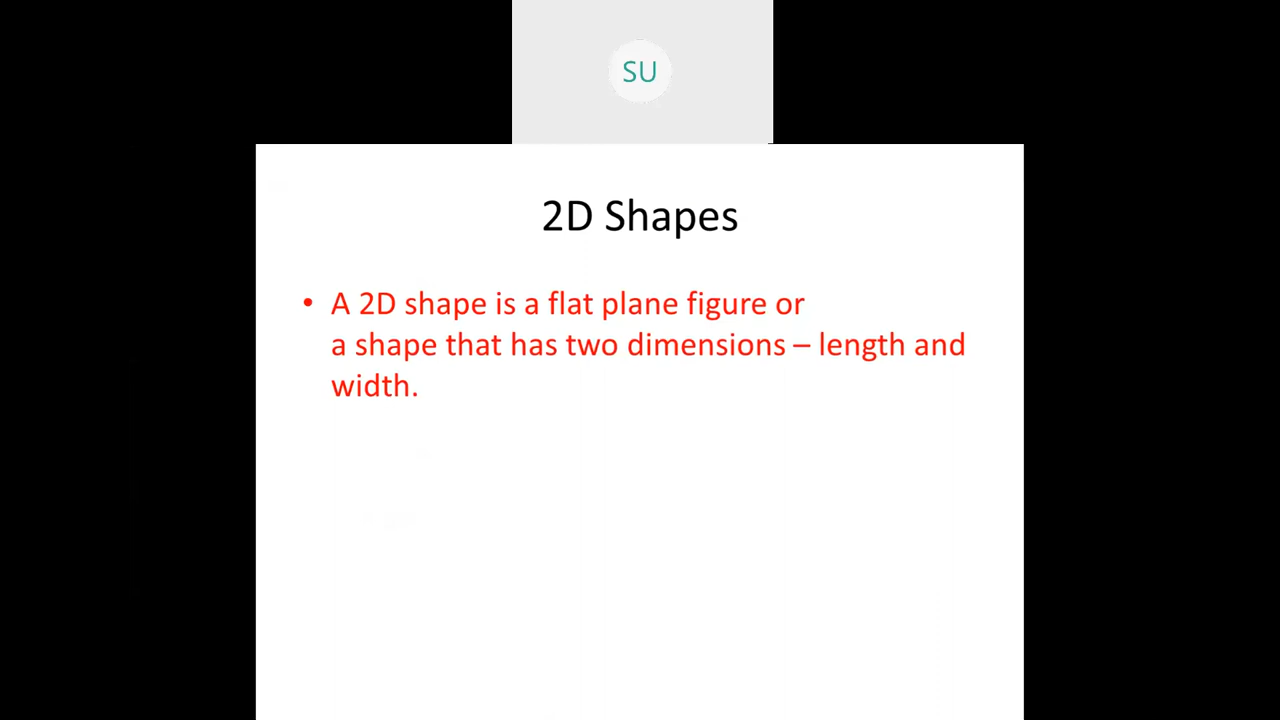 SU
2D Shapes
• A 2D shape is a flat plane figure or
a shape that has two dimensions – length and
width.